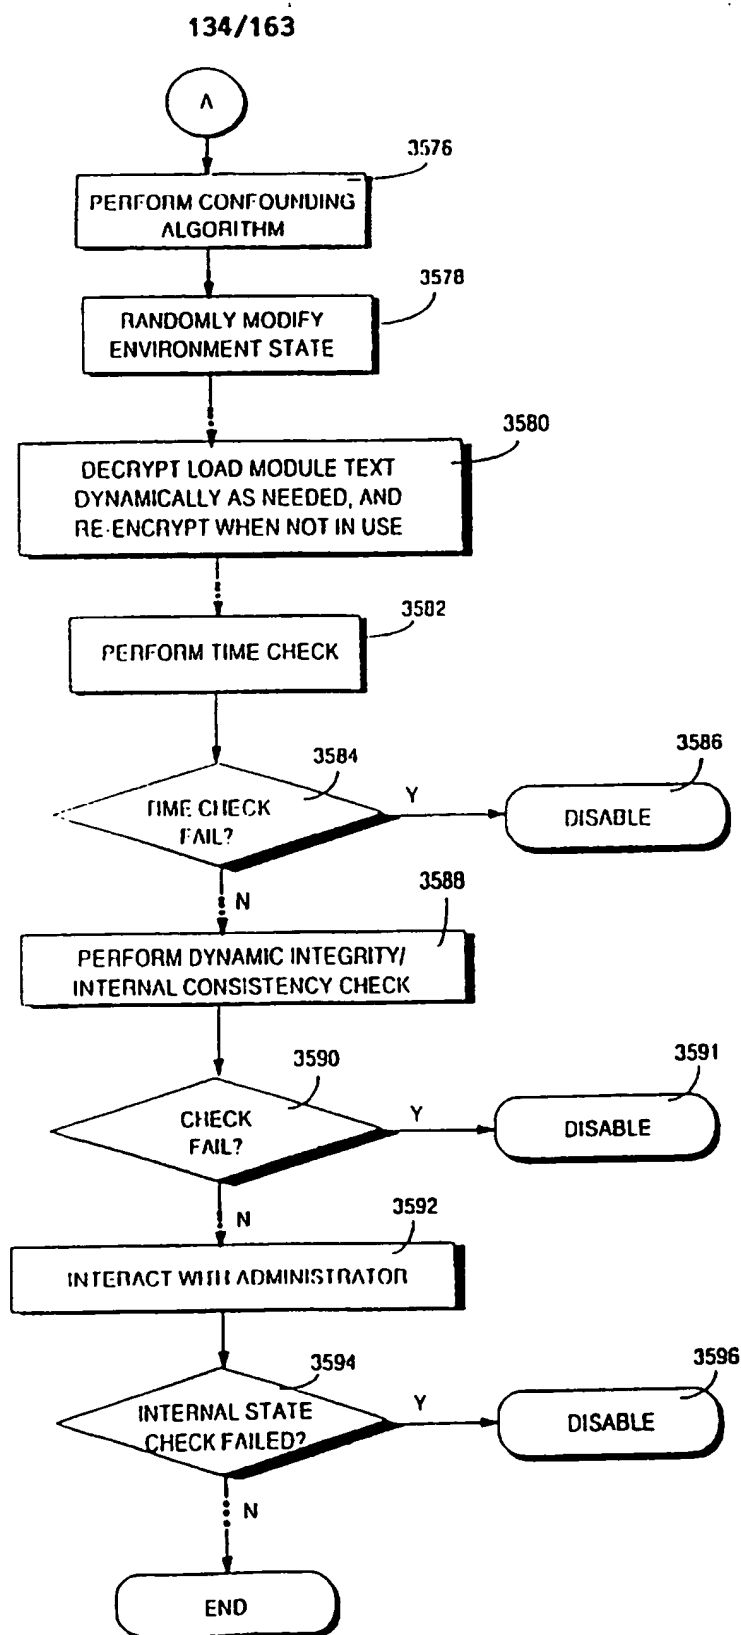 134/163
A
3576
PERFORM CONFOUNDING
ALGORITHM
3578
RANDOMLY MODIFY
ENVIRONMENT STATE
3580
DECRYPT LOAD MODULE TEXT
DYNAMICALLY AS NEEDED, AND
RE-ENCRYPT WHEN NOT IN USE
3582
PERFORM TIME CHECK
3584
TIME CHECK
FAIL?
Y
3586
DISABLE
N
3588
PERFORM DYNAMIC INTEGRITY/
INTERNAL CONSISTENCY CHECK
3590
CHECK
FAIL?
Y
3591
DISABLE
N
3592
INTERACT WITH ADMINISTRATOR
3594
INTERNAL STATE
CHECK FAILED?
Y
3596
DISABLE
N
END